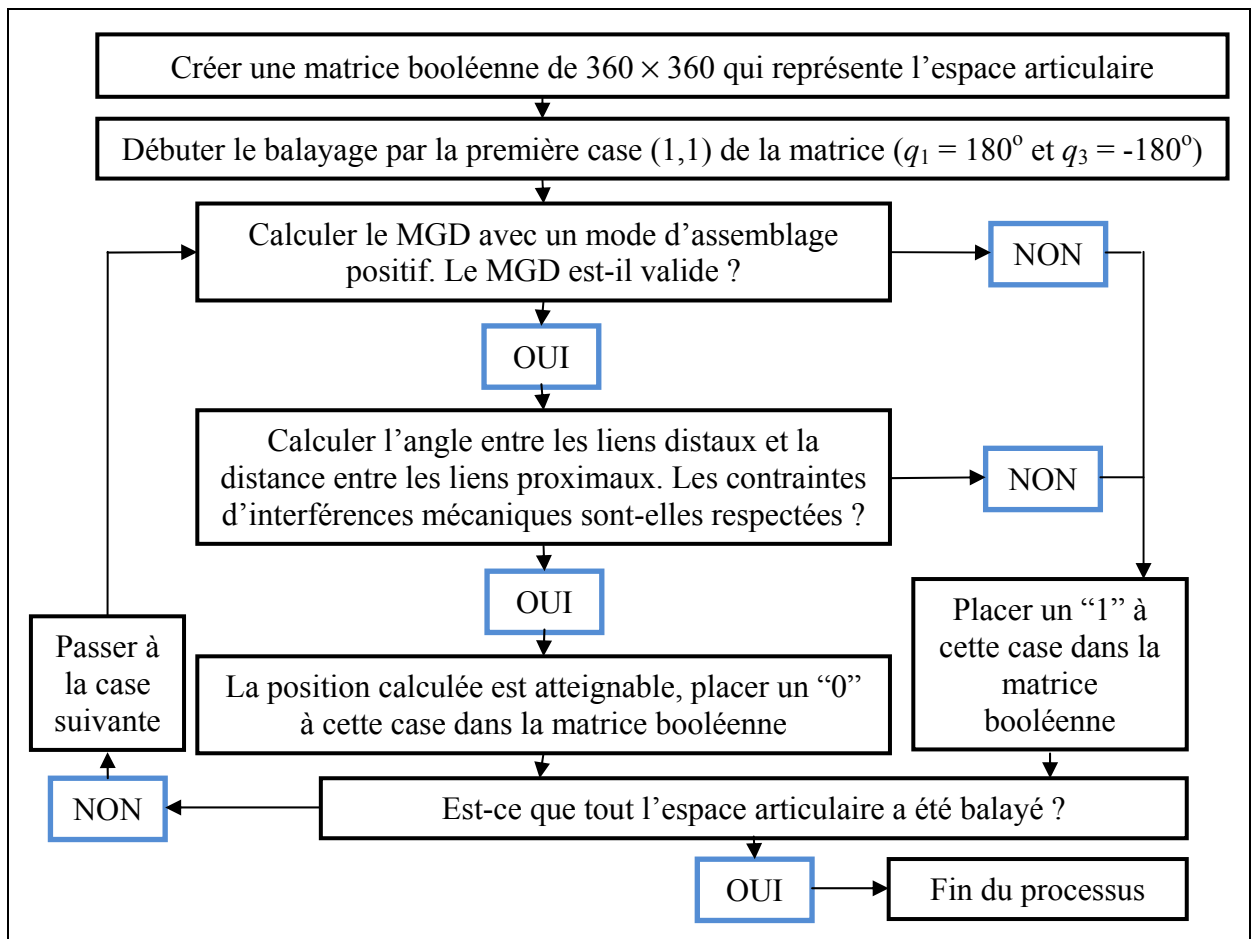 Créer une matrice booléenne de 360 × 360 qui représente l’espace articulaire
Débuter le balayage par la première case (1,1) de la matrice (q1 = 180o et q3 = -180o)
Calculer le MGD avec un mode d’assemblage
positif. Le MGD est-il valide ?
NON
OUI
Calculer l’angle entre les liens distaux et la
distance entre les liens proximaux. Les contraintes
d’interférences mécaniques sont-elles respectées ?
NON
OUI
Passer à
la case
suivante
La position calculée est atteignable, placer un “0”
à cette case dans la matrice booléenne
Placer un “1” à
cette case dans la
matrice
booléenne
NON
Est-ce que tout l’espace articulaire a été balayé ?
OUI
Fin du processus